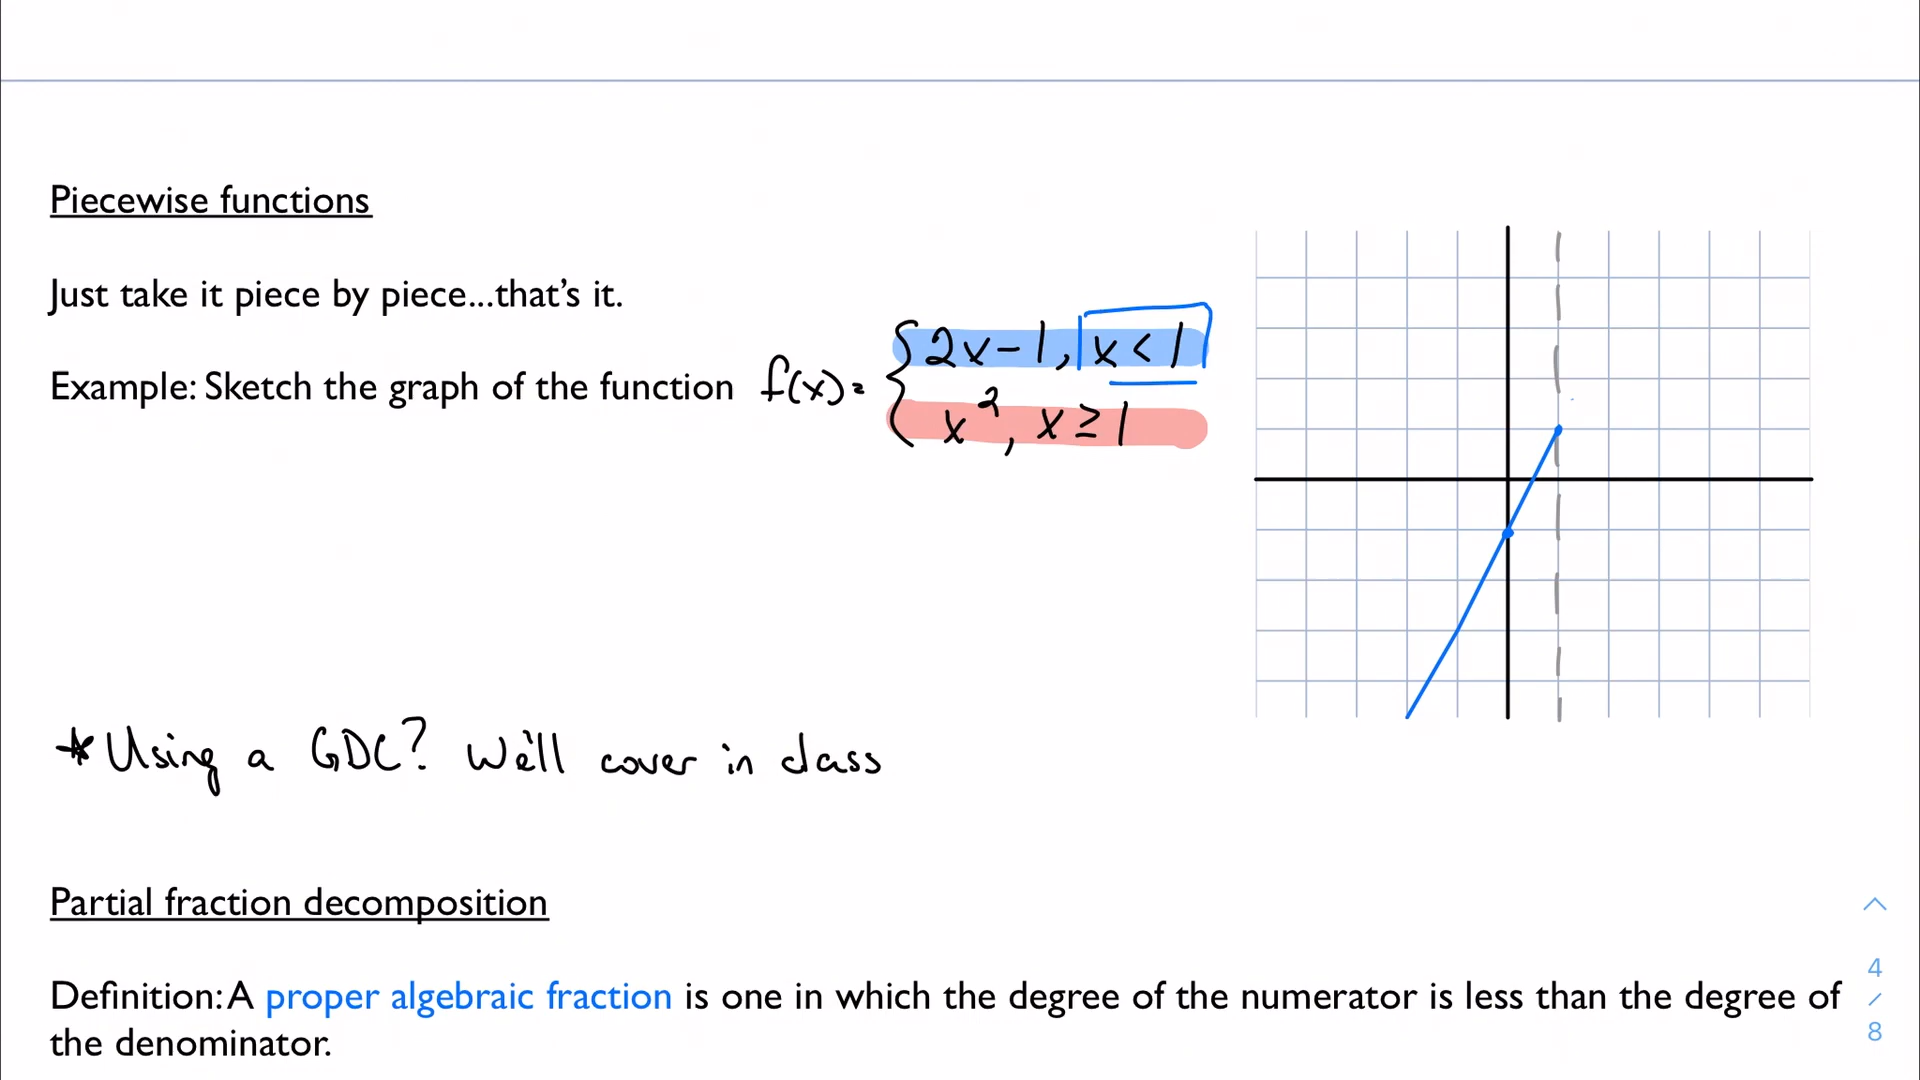 Piecewise functions
Just take it piece by piece...that's it.
Example: Sketch the graph of the function f(x) = { 2x-1, x < 1
x², x ≥ 1
*Using a GDC? We'll cover in class
Partial fraction decomposition
Definition: A proper algebraic fraction is one in which the degree of the numerator is less than the degree of
the denominator.
4
/
8